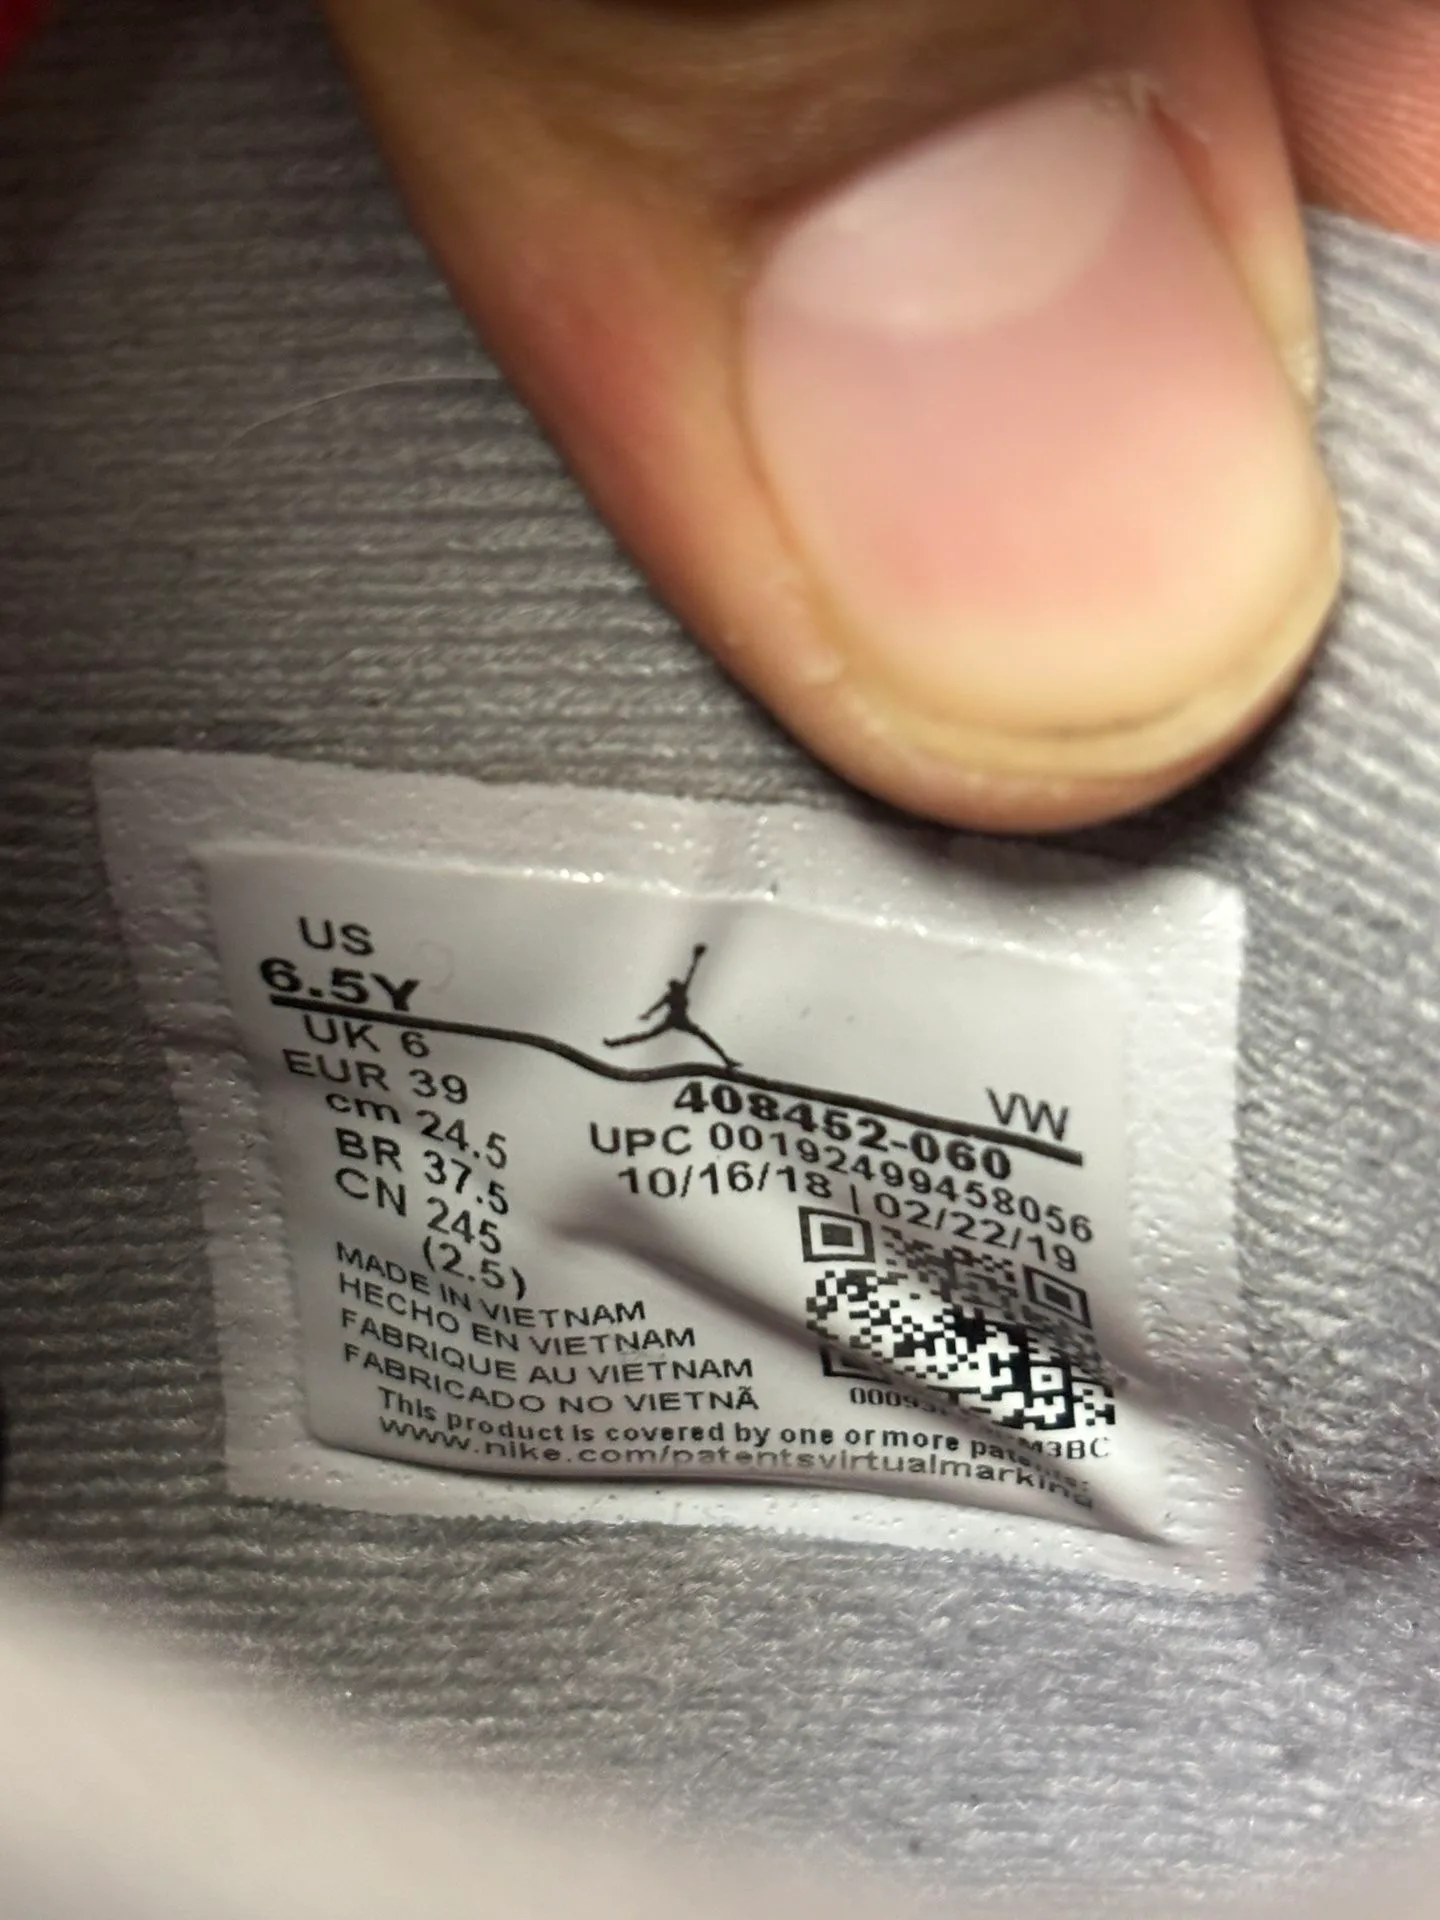 US
6.5Y
UK 6
EUR 39
cm 24.5
BR 37.5
CN 245
(2.5)
VW
408452-060
UPC 00192499458056
10/16/18 | 02/22/19
MADE IN VIETNAM
HECHO EN VIETNAM
FABRIQUE AU VIETNAM
FABRICADO NO VIETNÃ
This product is covered by one or more
www.nike.com/patentsvirtualmarking